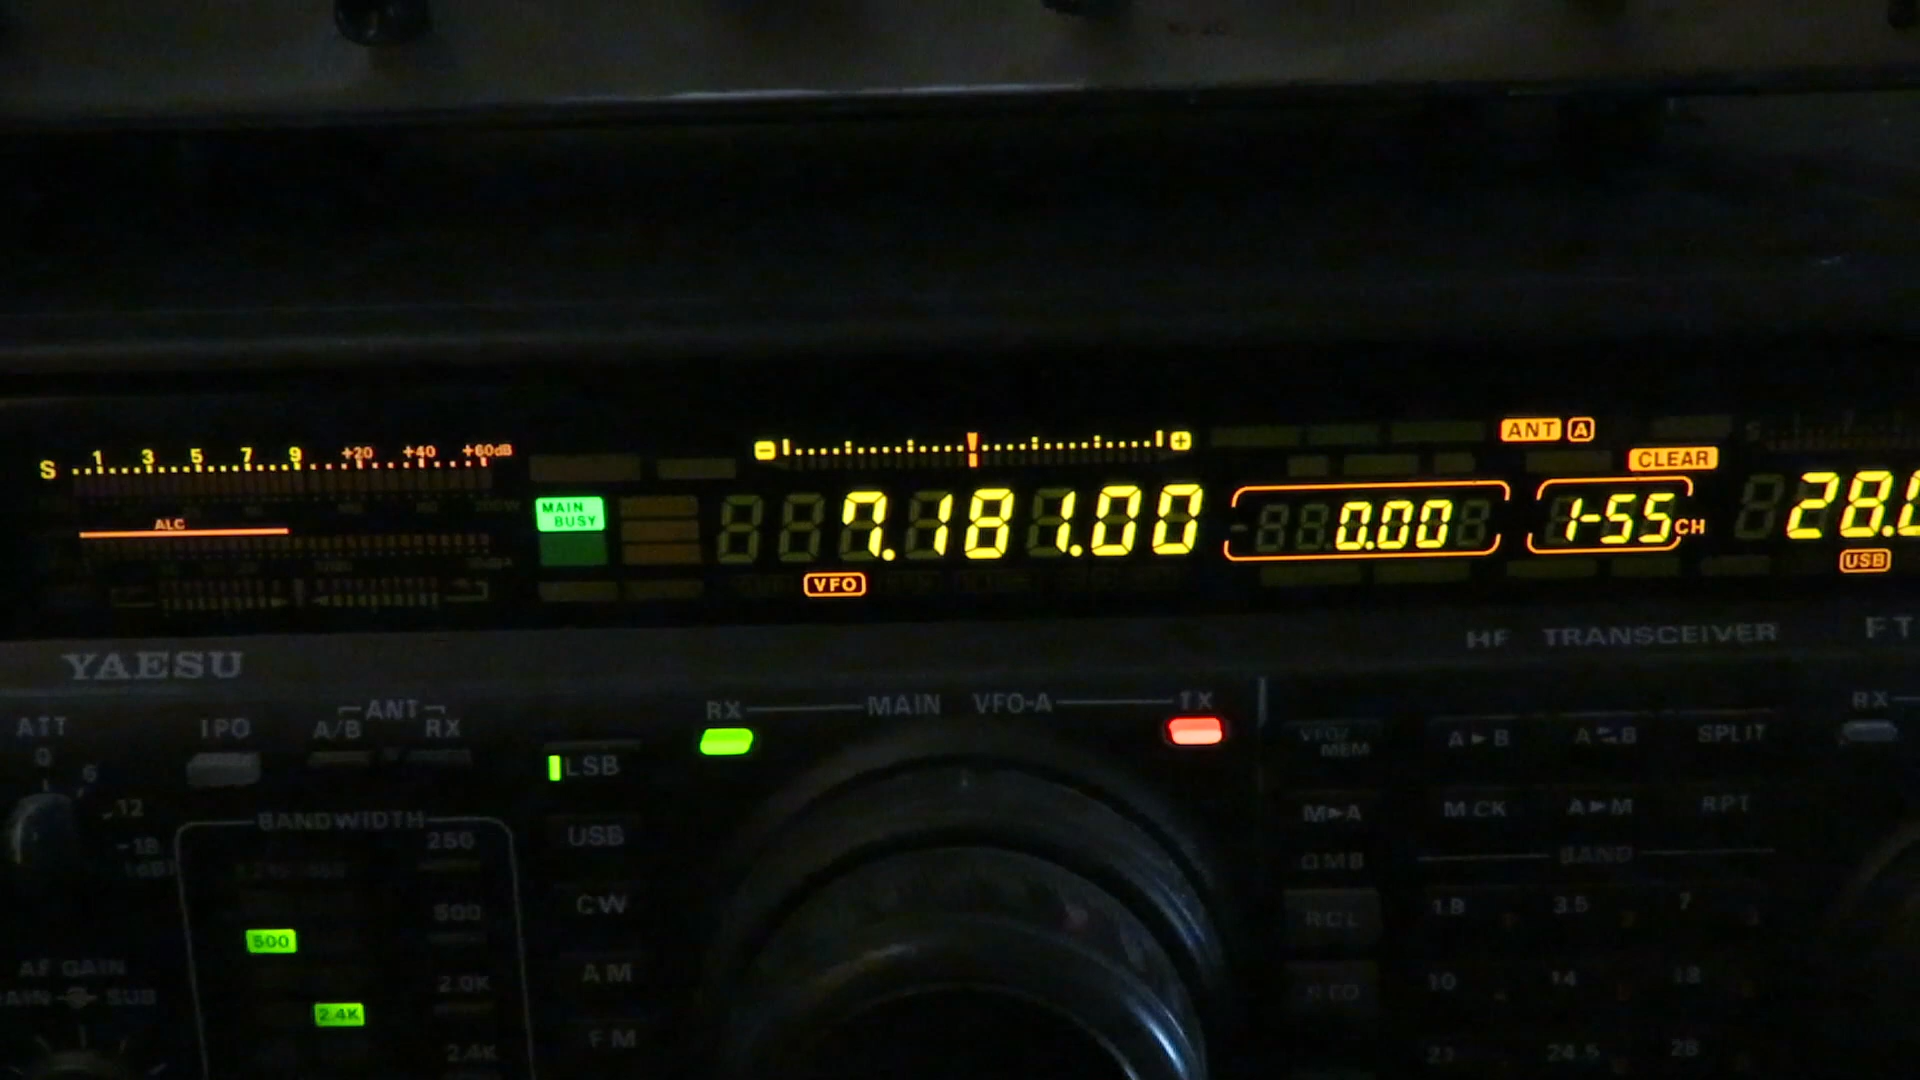 ANT A
S 1 3 5 7 9 +20 +40 +60dB
CLEAR
MAIN BUSY
7.181.00
0.00
1-55 CH
28.0
ALC
VFO
USB
HF TRANSCEIVER FT
YAESU
RX MAIN VFO-A TX
RX
ATT
IPO
ANT
A/B RX
0
6
-12
-18
LSB
VFO/MEM
A▶B
SPLIT
M▶A
M CK
A▶M
RPT
BANDWIDTH
250
USB
BAND
500
CW
RCL
1.8 3.5 7
500
AF GAIN
SUB
AM
10 14 18
2.0K
2.4K
FM
2.4K
21 24.5 28